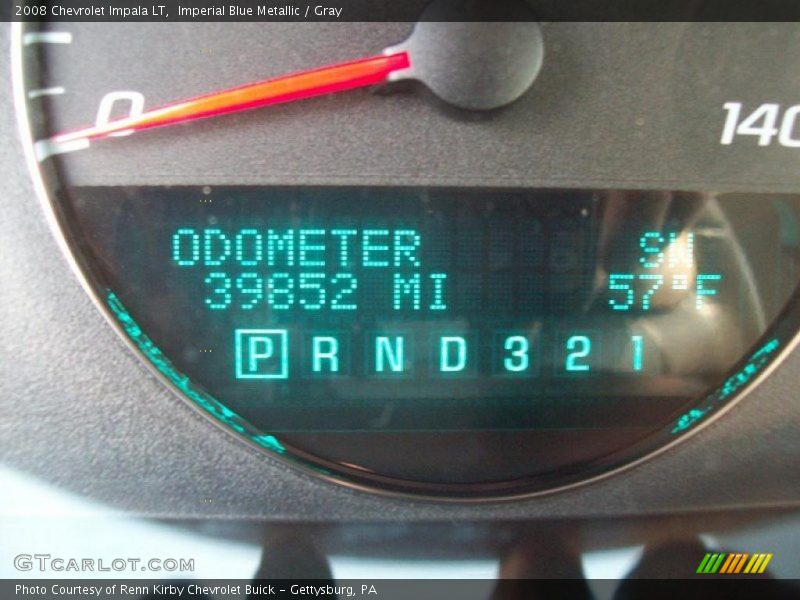 2008 Chevrolet Impala LT, Imperial Blue Metallic / Gray
0
140
ODOMETER SW
39852 MI 57°F
P R N D 3 2 1
GTCARLOT.COM
Photo Courtesy of Renn Kirby Chevrolet Buick – Gettysburg, PA